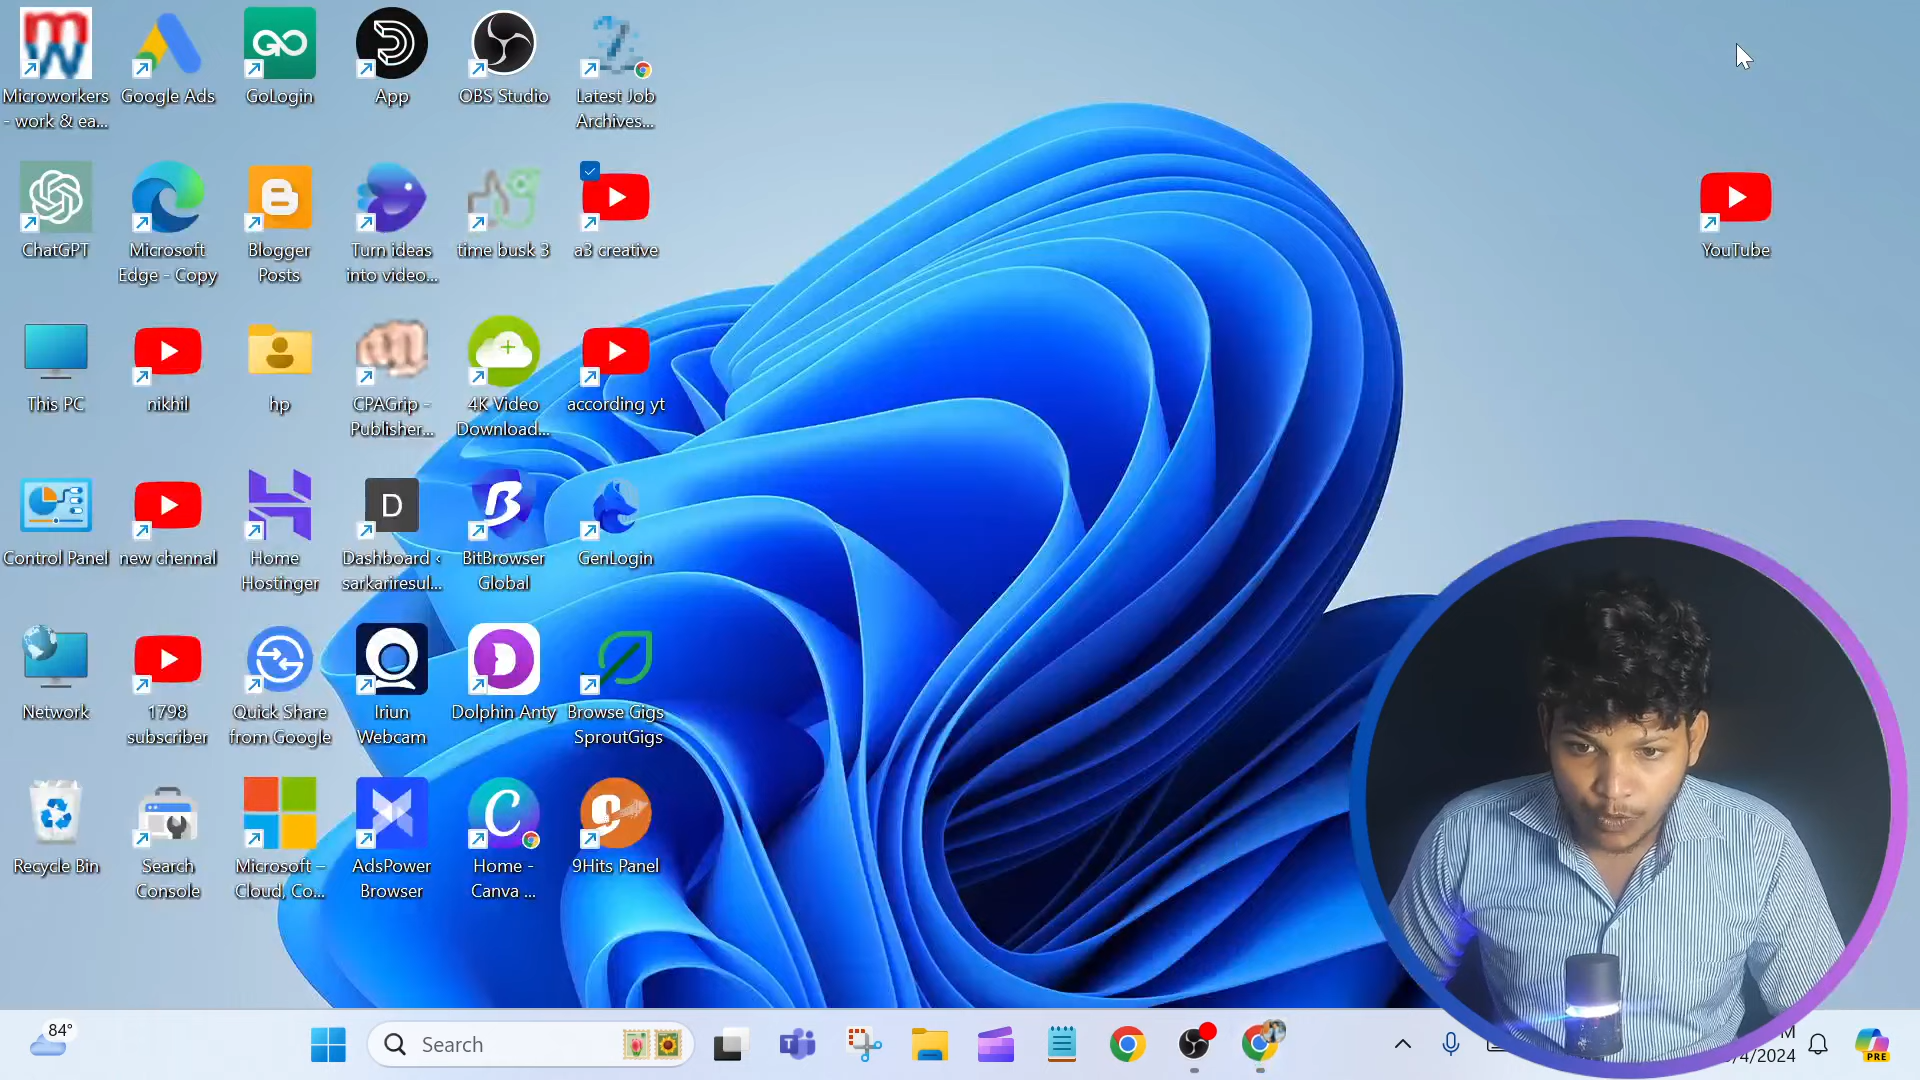 Microworkers
- work & ea...
Google Ads
GoLogin
App
OBS Studio
Latest Job
Archives...
ChatGPT
Microsoft
Edge - Copy
Blogger
Posts
Turn ideas
into video...
time busk 3
a3 creative
YouTube
This PC
nikhil
hp
CPAGrip -
Publisher...
4K Video
Download...
according yt
Control Panel
new chennal
Home
Hostinger
D
Dashboard ‹
sarkariresul...
BitBrowser
Global
GenLogin
Network
1798
subscriber
Quick Share
from Google
Iriun
Webcam
Dolphin Anty
Browse Gigs
SproutGigs
Recycle Bin
Search
Console
Microsoft –
Cloud, Co...
AdsPower
Browser
Home -
Canva ...
9Hits Panel
84°
Search
M
/4/2024
PRE